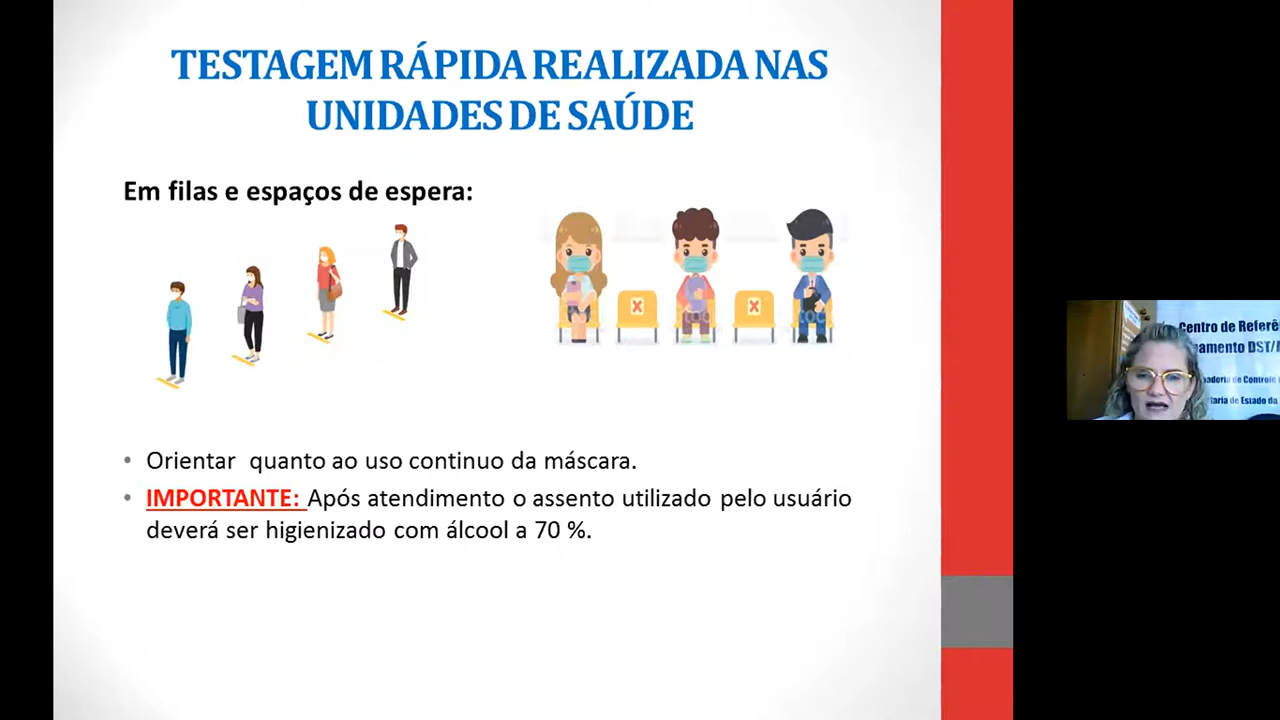 TESTAGEM RÁPIDA REALIZADA NAS
UNIDADES DE SAÚDE
Em filas e espaços de espera:
• Orientar quanto ao uso continuo da máscara.
• IMPORTANTE: Após atendimento o assento utilizado pelo usuário
deverá ser higienizado com álcool a 70 %.
Centro de Referê
namento DST/
de Controle
taria de Estado da